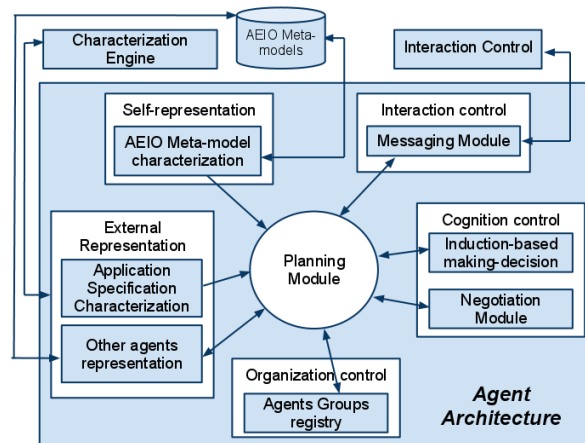 Characterization
Engine
AEIO Meta-
models
Interaction Control
Self-representation
AEIO Meta-model
characterization
Interaction control
Messaging Module
External
Representation
Application
Specification
Characterization
Other agents
representation
Planning
Module
Cognition control
Induction-based
making-decision
Negotiation
Module
Organization control
Agents Groups
registry
Agent
Architecture